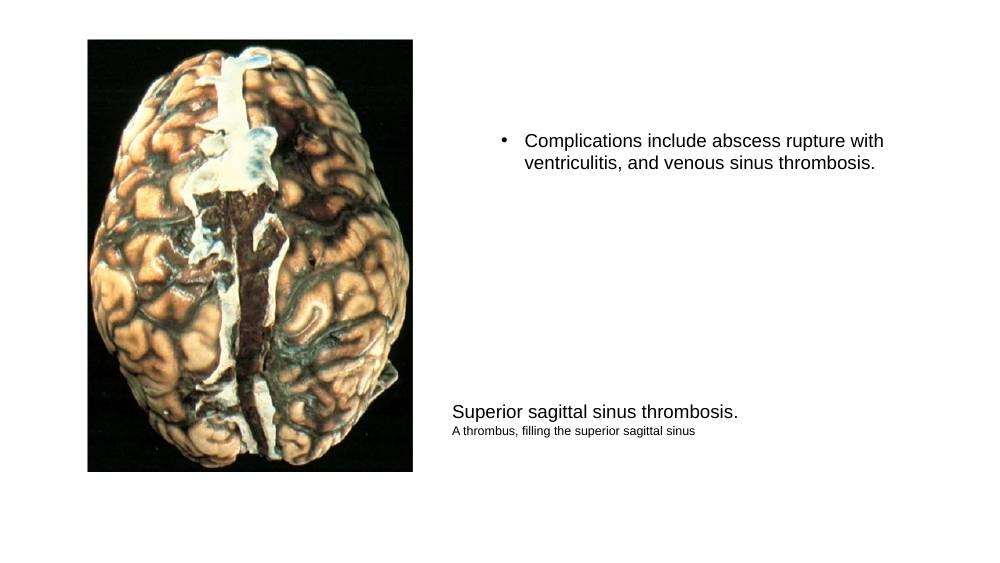 • Complications include abscess rupture with
ventriculitis, and venous sinus thrombosis.
Superior sagittal sinus thrombosis.
A thrombus, filling the superior sagittal sinus